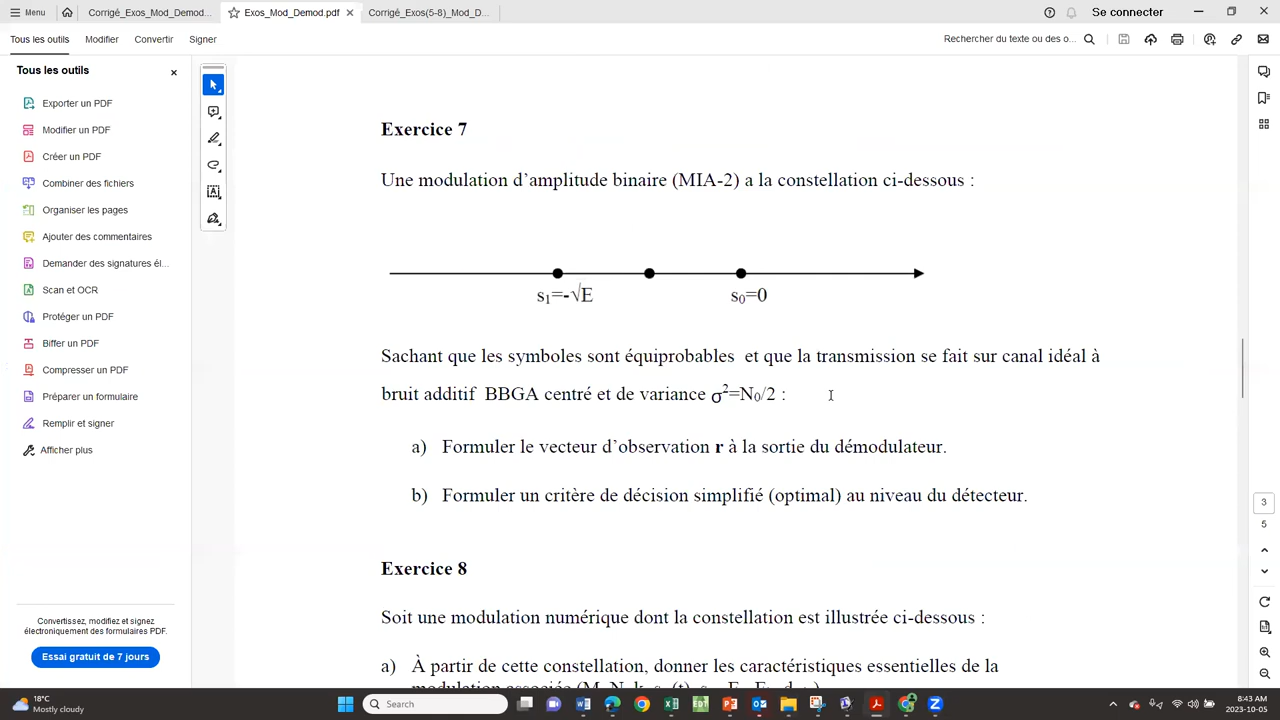 Menu
Corrigé_Exos_Mod_Demod...
Exos_Mod_Demod.pdf
Corrigé_Exos(5-8)_Mod_D...
Se connecter
Tous les outils
Modifier
Convertir
Signer
Rechercher du texte ou des o...
Tous les outils
Exporter un PDF
Modifier un PDF
Créer un PDF
Combiner des fichiers
Organiser les pages
Ajouter des commentaires
Demander des signatures él...
Scan et OCR
Protéger un PDF
Biffer un PDF
Compresser un PDF
Préparer un formulaire
Remplir et signer
Afficher plus
Convertissez, modifiez et signez
électroniquement des formulaires PDF.
Essai gratuit de 7 jours
Exercice 7
Une modulation d'amplitude binaire (MIA-2) a la constellation ci-dessous :
s₁=-√E s₀=0
Sachant que les symboles sont équiprobables et que la transmission se fait sur canal idéal à
bruit additif BBGA centré et de variance σ²=N₀/2 :
a) Formuler le vecteur d'observation r à la sortie du démodulateur.
b) Formuler un critère de décision simplifié (optimal) au niveau du détecteur.
Exercice 8
Soit une modulation numérique dont la constellation est illustrée ci-dessous :
a) À partir de cette constellation, donner les caractéristiques essentielles de la
3
5
18°C
Mostly cloudy
Search
8:43 AM
2023-10-05